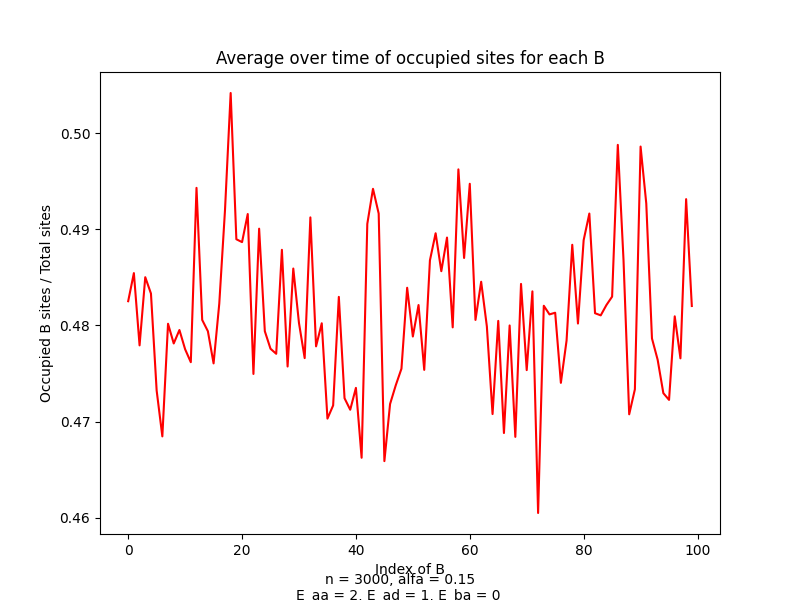 Average over time of occupied sites for each B
Occupied B sites / Total sites
0.50
0.49
0.48
0.47
0.46
0 20 40 60 80 100
Index of B
n = 3000, alfa = 0.15
E_aa = 2, E_ad = 1, E_ba = 0